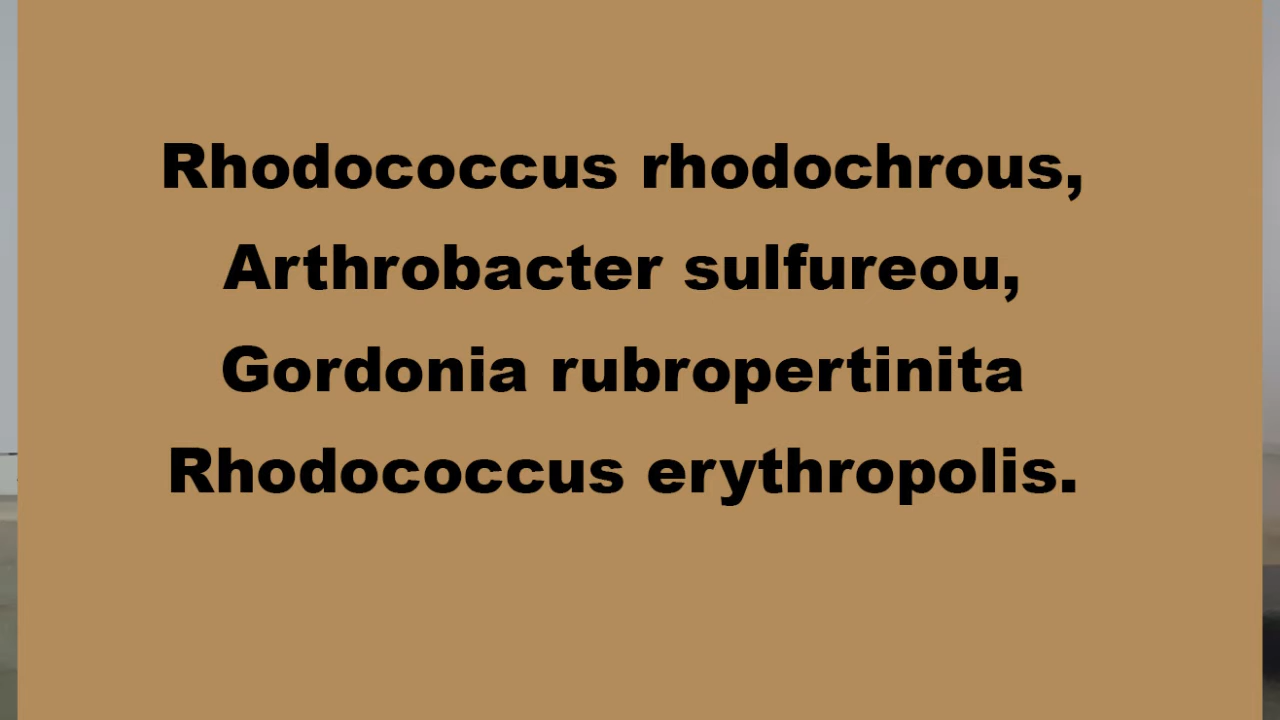 Rhodococcus rhodochrous,
Arthrobacter sulfureou,
Gordonia rubropertinita
Rhodococcus erythropolis.